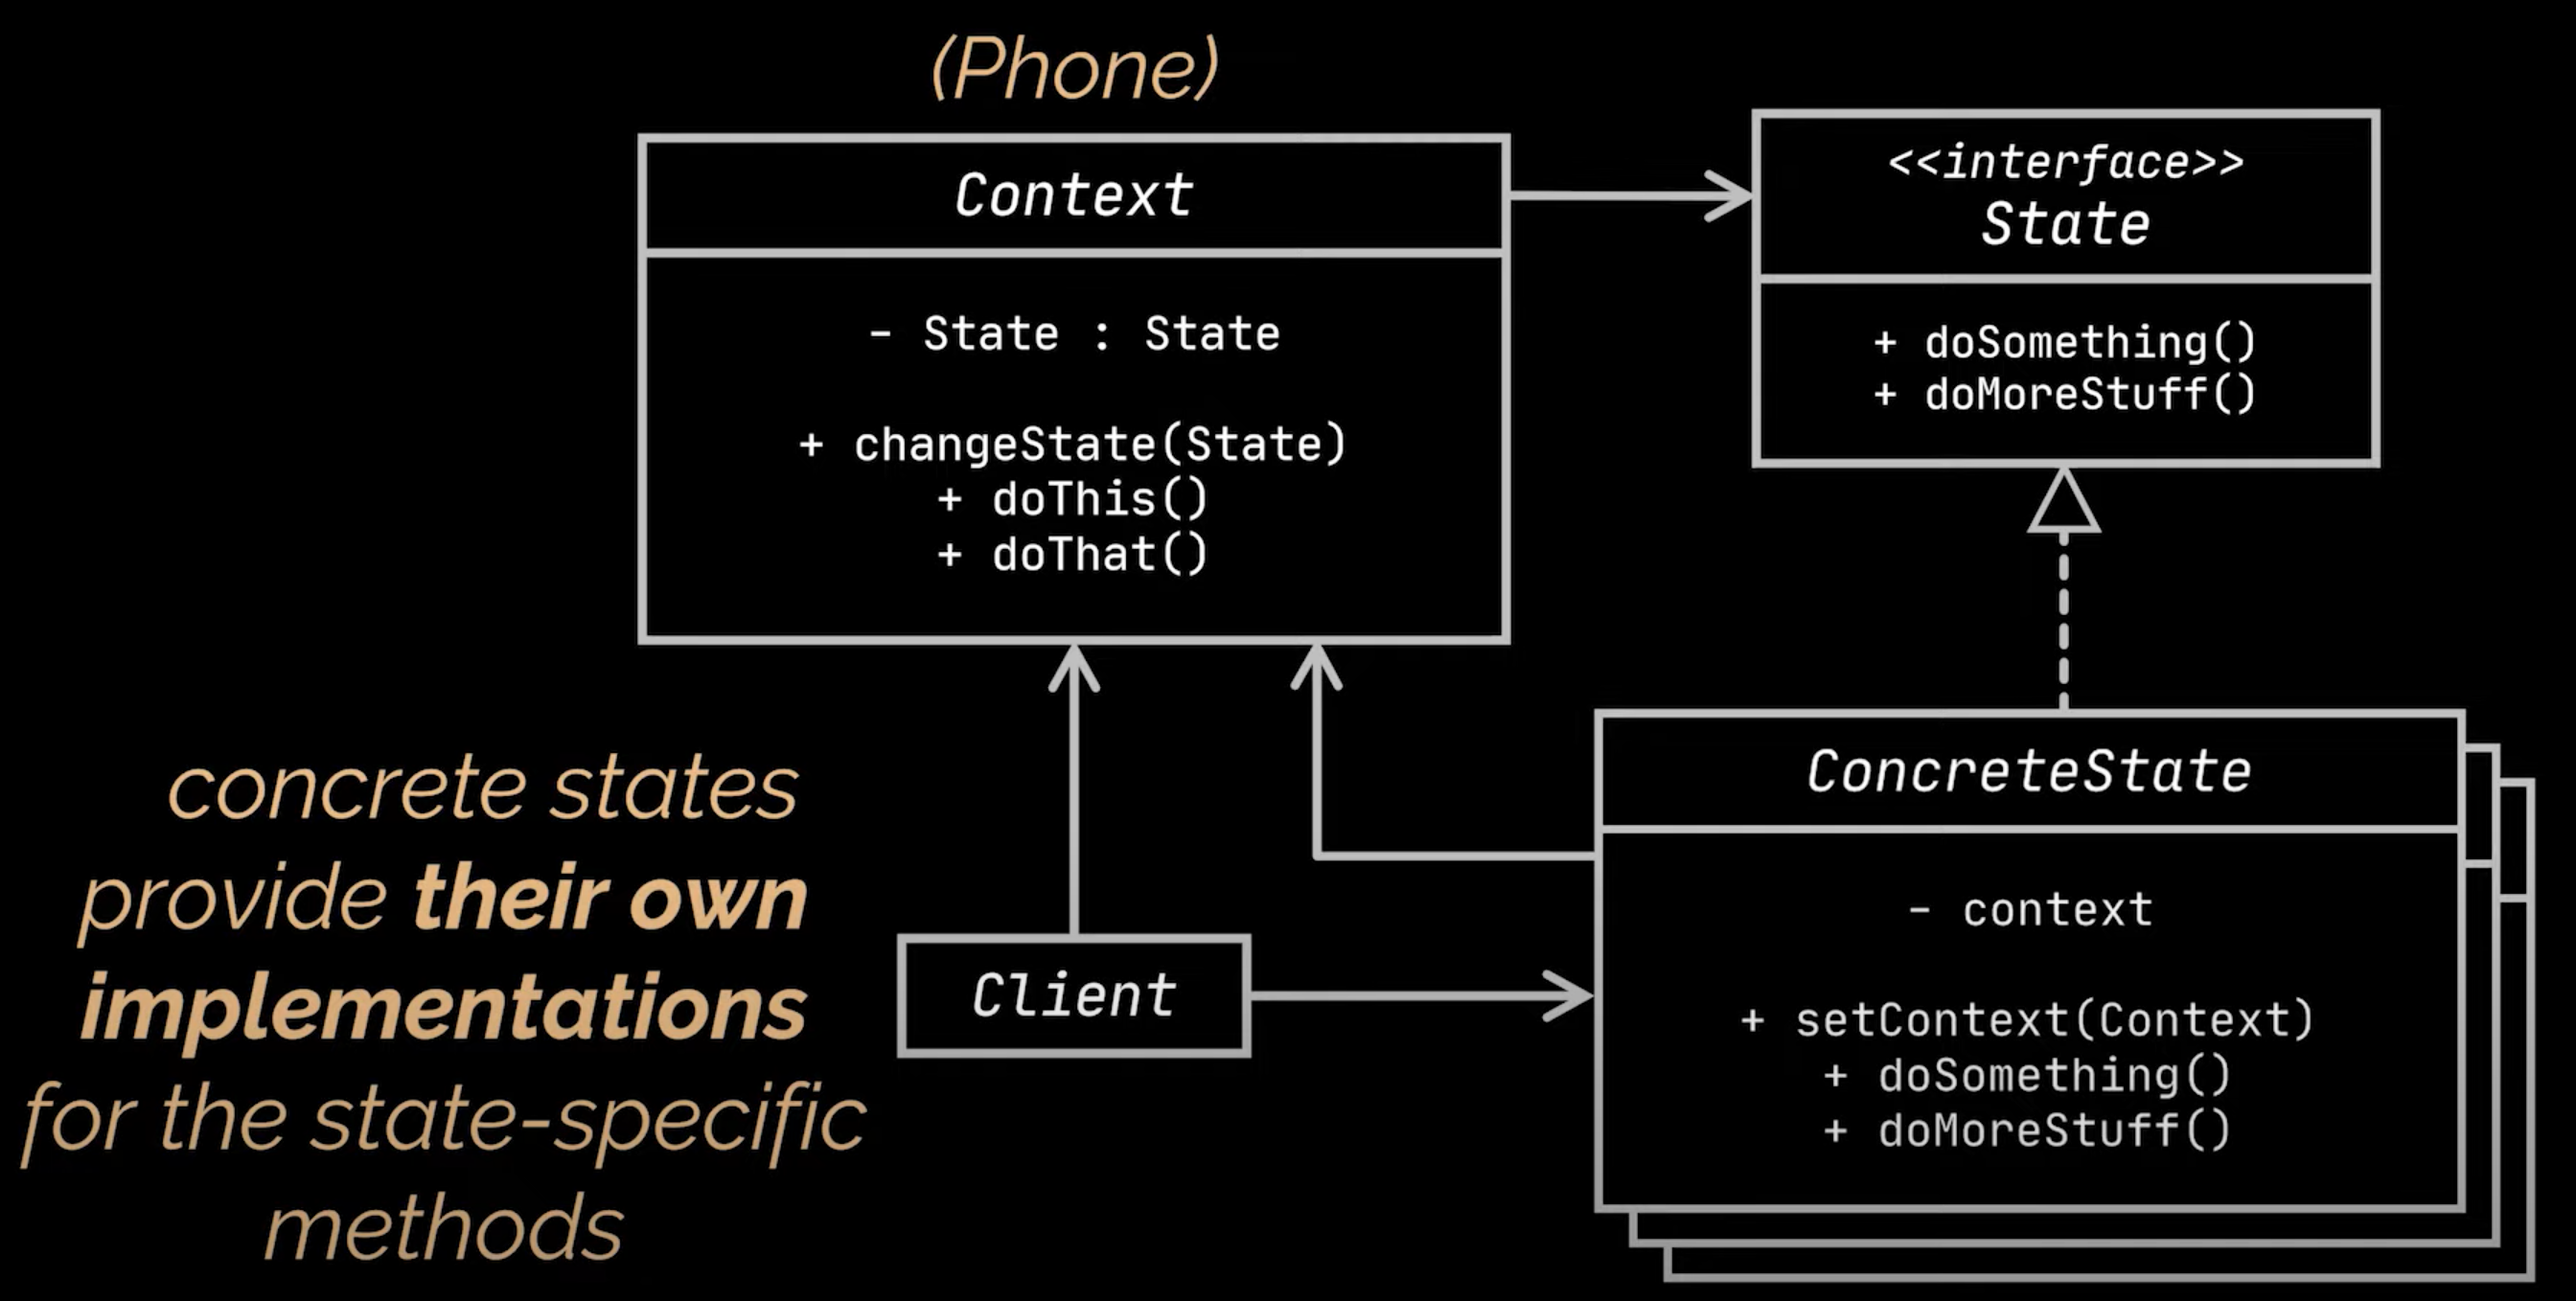 (Phone)
Context
- State : State
+ changeState(State)
+ doThis()
+ doThat()
<<interface>>
State
+ doSomething()
+ doMoreStuff()
concrete states
provide their own
implementations
for the state-specific
methods
Client
ConcreteState
- context
+ setContext(Context)
+ doSomething()
+ doMoreStuff()